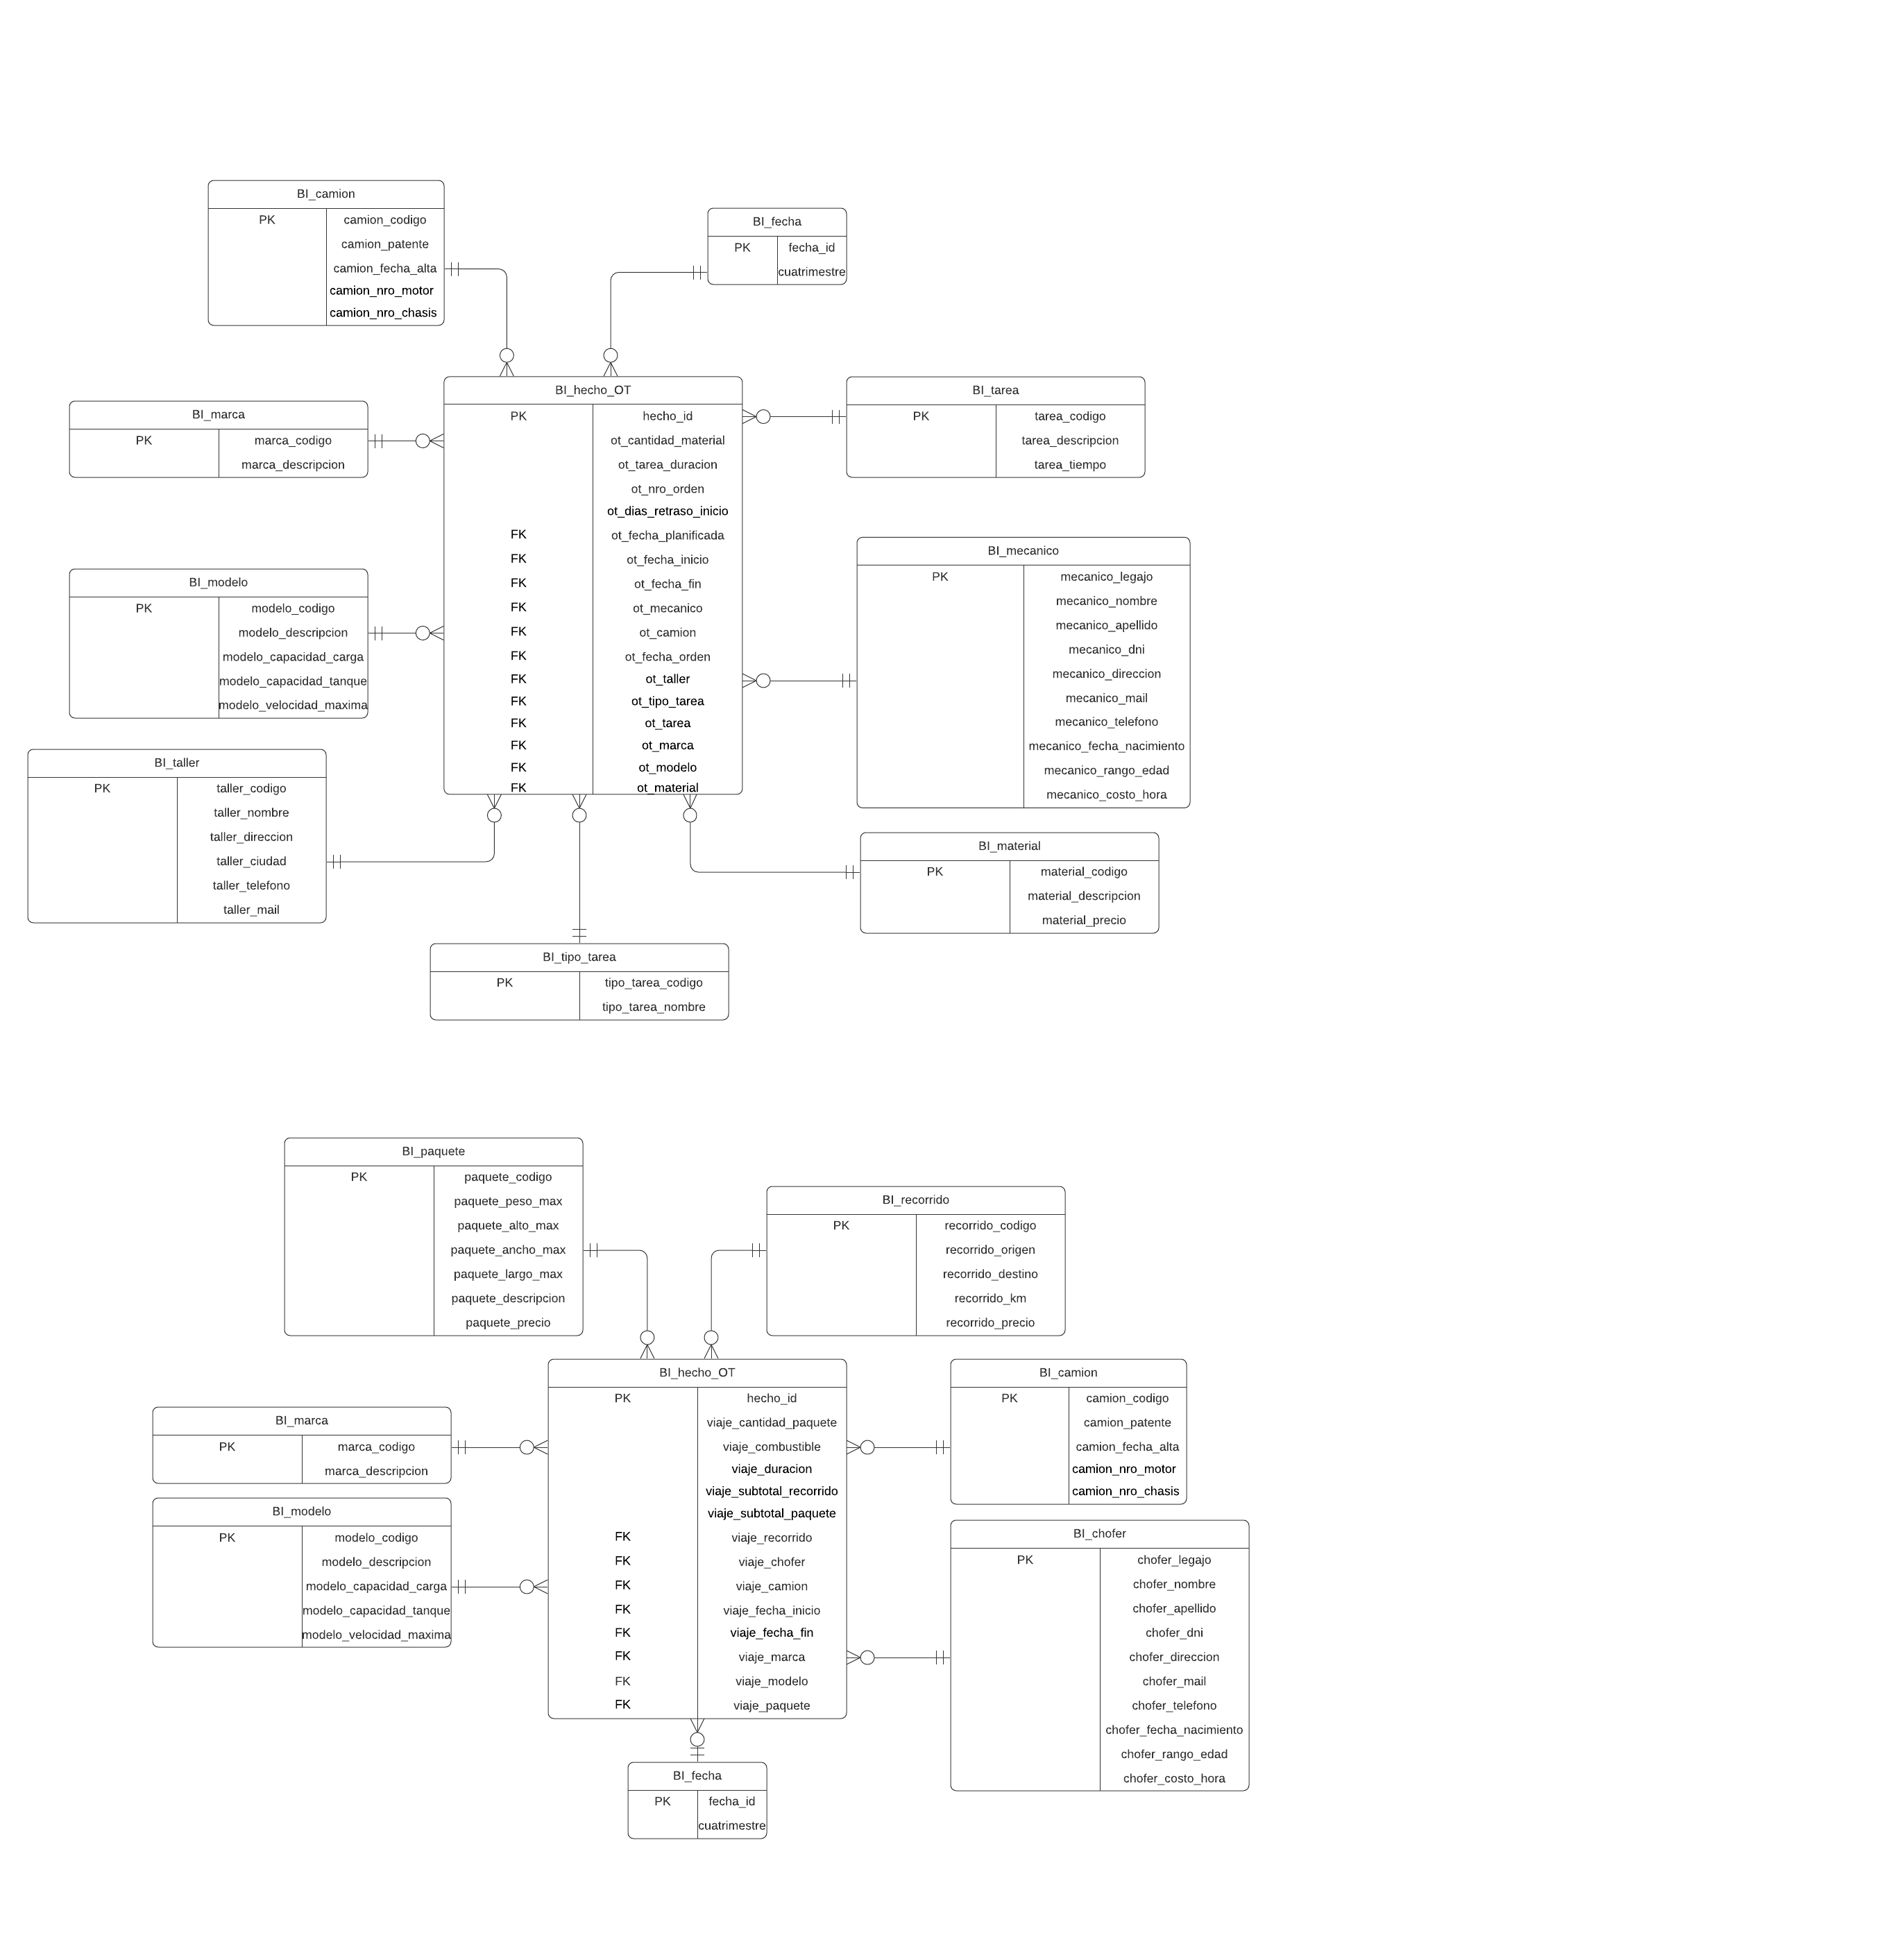 BI_camion
PK camion_codigo
camion_patente
camion_fecha_alta
camion_nro_motor
camion_nro_chasis
BI_fecha
PK fecha_id
cuatrimestre
BI_hecho_OT
PK hecho_id
ot_cantidad_material
ot_tarea_duracion
ot_nro_orden
ot_dias_retraso_inicio
FK ot_fecha_planificada
FK ot_fecha_inicio
FK ot_fecha_fin
FK ot_mecanico
FK ot_camion
FK ot_fecha_orden
FK ot_taller
FK ot_tipo_tarea
FK ot_tarea
FK ot_marca
FK ot_modelo
FK ot_material
BI_tarea
PK tarea_codigo
tarea_descripcion
tarea_tiempo
BI_marca
PK marca_codigo
marca_descripcion
BI_modelo
PK modelo_codigo
modelo_descripcion
modelo_capacidad_carga
modelo_capacidad_tanque
modelo_velocidad_maxima
BI_mecanico
PK mecanico_legajo
mecanico_nombre
mecanico_apellido
mecanico_dni
mecanico_direccion
mecanico_mail
mecanico_telefono
mecanico_fecha_nacimiento
mecanico_rango_edad
mecanico_costo_hora
BI_taller
PK taller_codigo
taller_nombre
taller_direccion
taller_ciudad
taller_telefono
taller_mail
BI_material
PK material_codigo
material_descripcion
material_precio
BI_tipo_tarea
PK tipo_tarea_codigo
tipo_tarea_nombre
BI_paquete
PK paquete_codigo
paquete_peso_max
paquete_alto_max
paquete_ancho_max
paquete_largo_max
paquete_descripcion
paquete_precio
BI_recorrido
PK recorrido_codigo
recorrido_origen
recorrido_destino
recorrido_km
recorrido_precio
BI_hecho_OT
PK hecho_id
viaje_cantidad_paquete
viaje_combustible
viaje_duracion
viaje_subtotal_recorrido
viaje_subtotal_paquete
FK viaje_recorrido
FK viaje_chofer
FK viaje_camion
FK viaje_fecha_inicio
FK viaje_fecha_fin
FK viaje_marca
FK viaje_modelo
FK viaje_paquete
BI_camion
PK camion_codigo
camion_patente
camion_fecha_alta
camion_nro_motor
camion_nro_chasis
BI_marca
PK marca_codigo
marca_descripcion
BI_modelo
PK modelo_codigo
modelo_descripcion
modelo_capacidad_carga
modelo_capacidad_tanque
modelo_velocidad_maxima
BI_chofer
PK chofer_legajo
chofer_nombre
chofer_apellido
chofer_dni
chofer_direccion
chofer_mail
chofer_telefono
chofer_fecha_nacimiento
chofer_rango_edad
chofer_costo_hora
BI_fecha
PK fecha_id
cuatrimestre